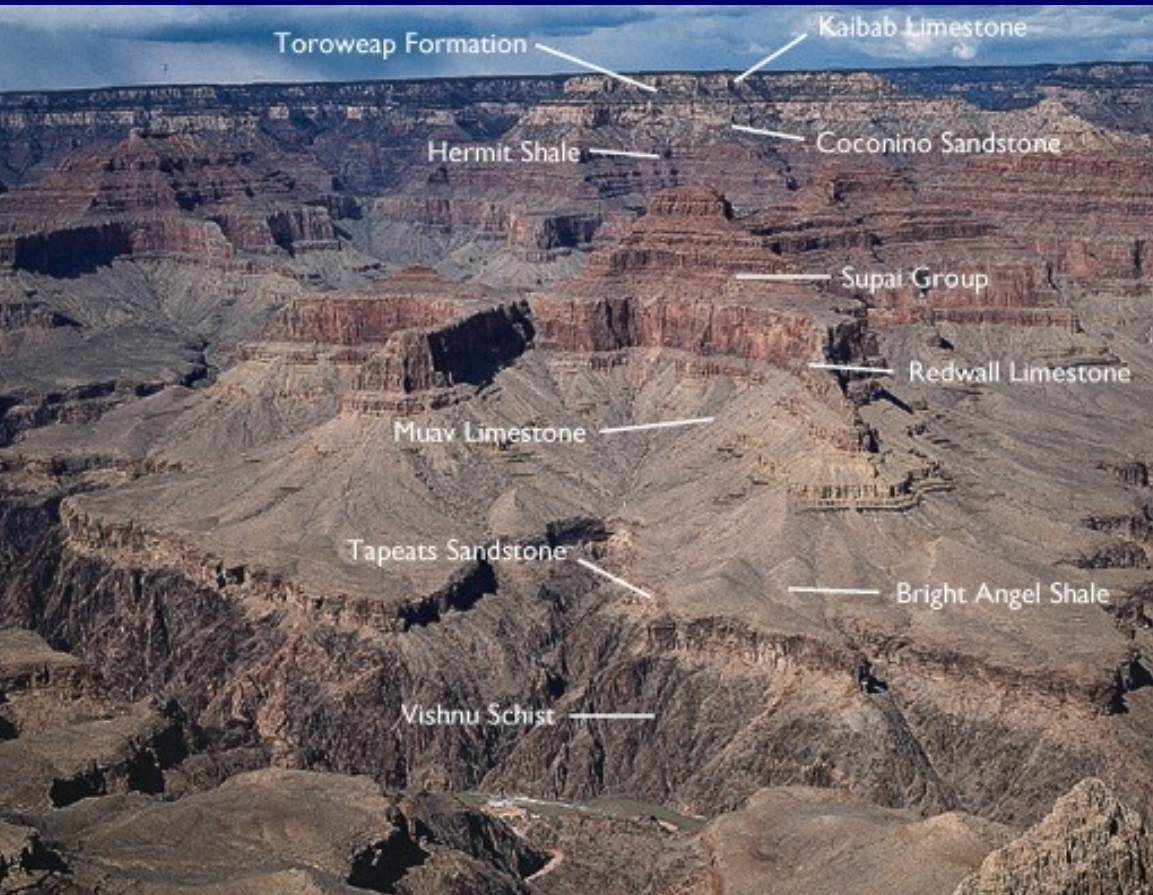 Kaibab Limestone
Toroweap Formation
Coconino Sandstone
Hermit Shale
Supai Group
Redwall Limestone
Muav Limestone
Tapeats Sandstone
Bright Angel Shale
Vishnu Schist